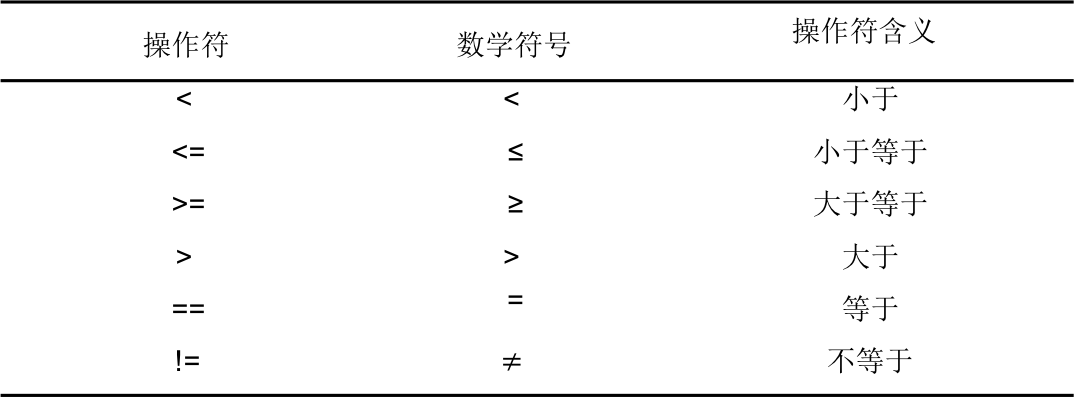 操作符 数学符号 操作符含义
< < 小于
<= ≤ 小于等于
>= ≥ 大于等于
> > 大于
== = 等于
!= ≠ 不等于